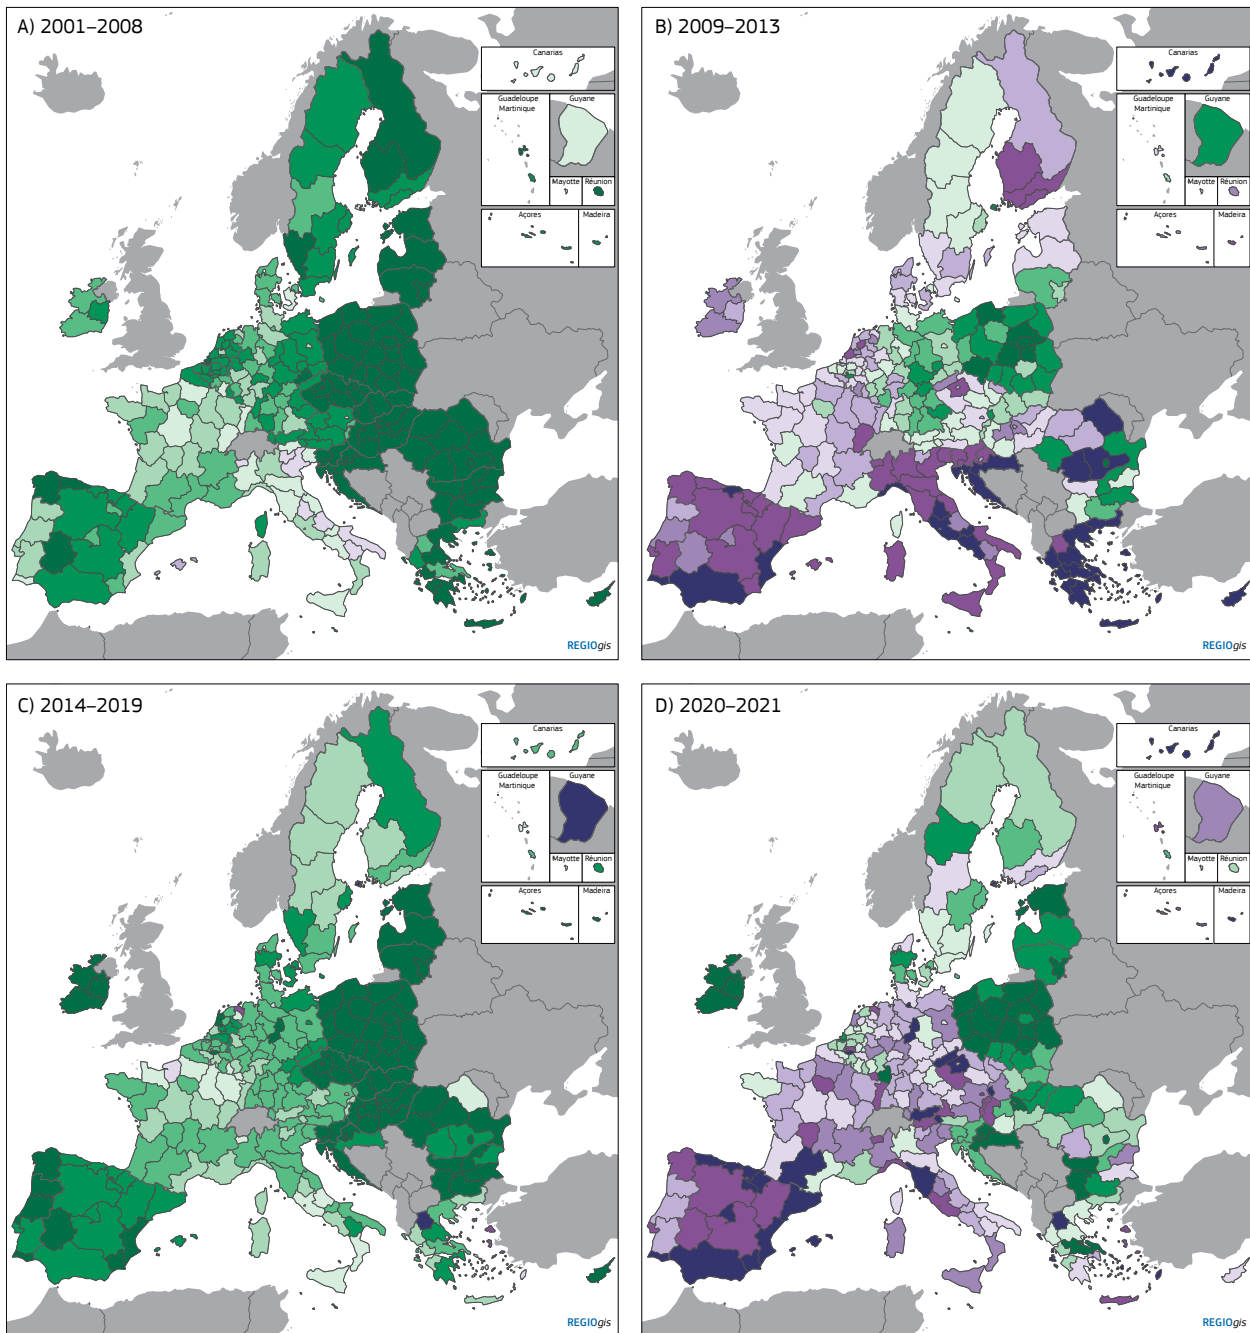 A) 2001–2008
Canarias
Guadeloupe
Martinique
Guyane
Mayotte
Réunion
Açores
Madeira
REGIOgis
B) 2009–2013
Canarias
Guadeloupe
Martinique
Guyane
Mayotte
Réunion
Açores
Madeira
REGIOgis
C) 2014–2019
Canarias
Guadeloupe
Martinique
Guyane
Mayotte
Réunion
Açores
Madeira
REGIOgis
D) 2020–2021
Canarias
Guadeloupe
Martinique
Guyane
Mayotte
Réunion
Açores
Madeira
REGIOgis